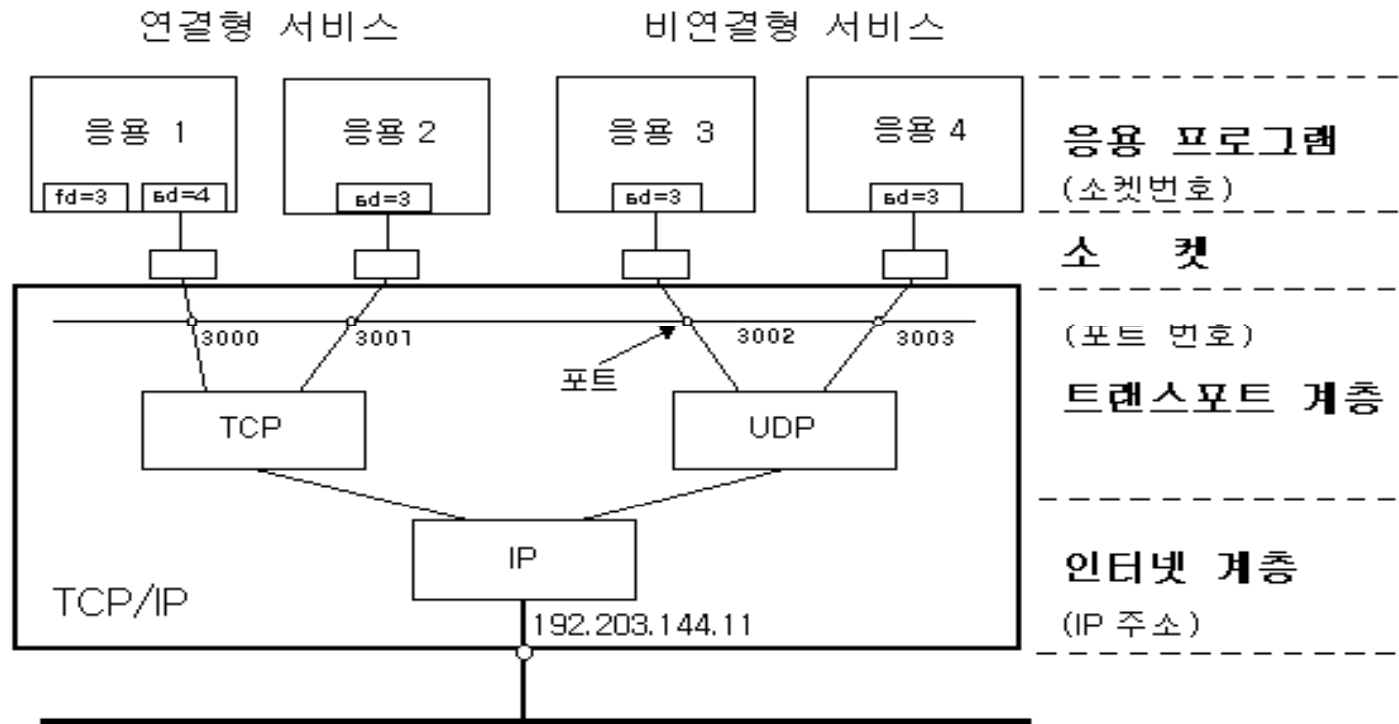 연결형 서비스
비연결형 서비스
응용 1
응용 2
응용 3
응용 4
fd=3
sd=4
sd=3
sd=3
sd=3
응용 프로그램
(소켓번호)
소 켓
3000
3001
3002
3003
(포트 번호)
포트
트랜스포트 계층
TCP
UDP
IP
인터넷 계층
TCP/IP
192.203.144.11
(IP 주소)